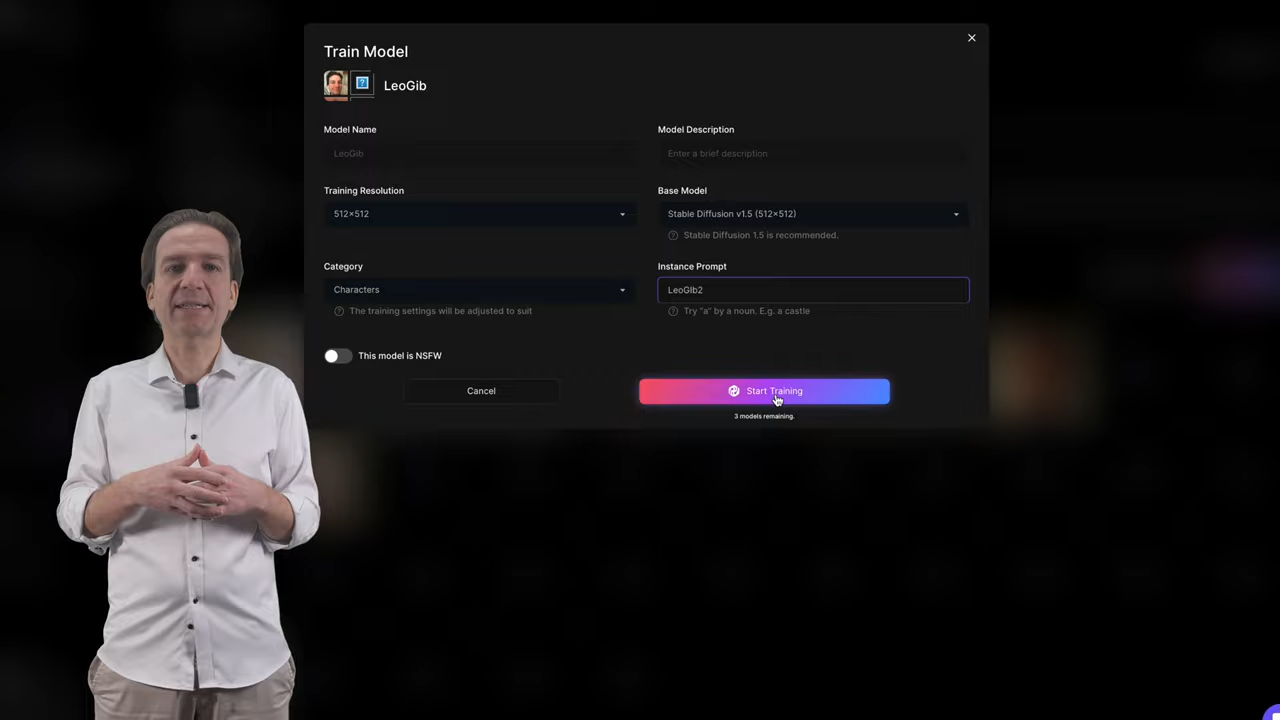 Train Model
LeoGib
Model Name
Model Description
LeoGib
Enter a brief description
Training Resolution
Base Model
512×512
Stable Diffusion v1.5 (512×512)
Stable Diffusion 1.5 is recommended.
Category
Instance Prompt
Characters
LeoGIb2
The training settings will be adjusted to suit
Try "a" by a noun. E.g. a castle
This model is NSFW
Cancel
Start Training
3 models remaining.